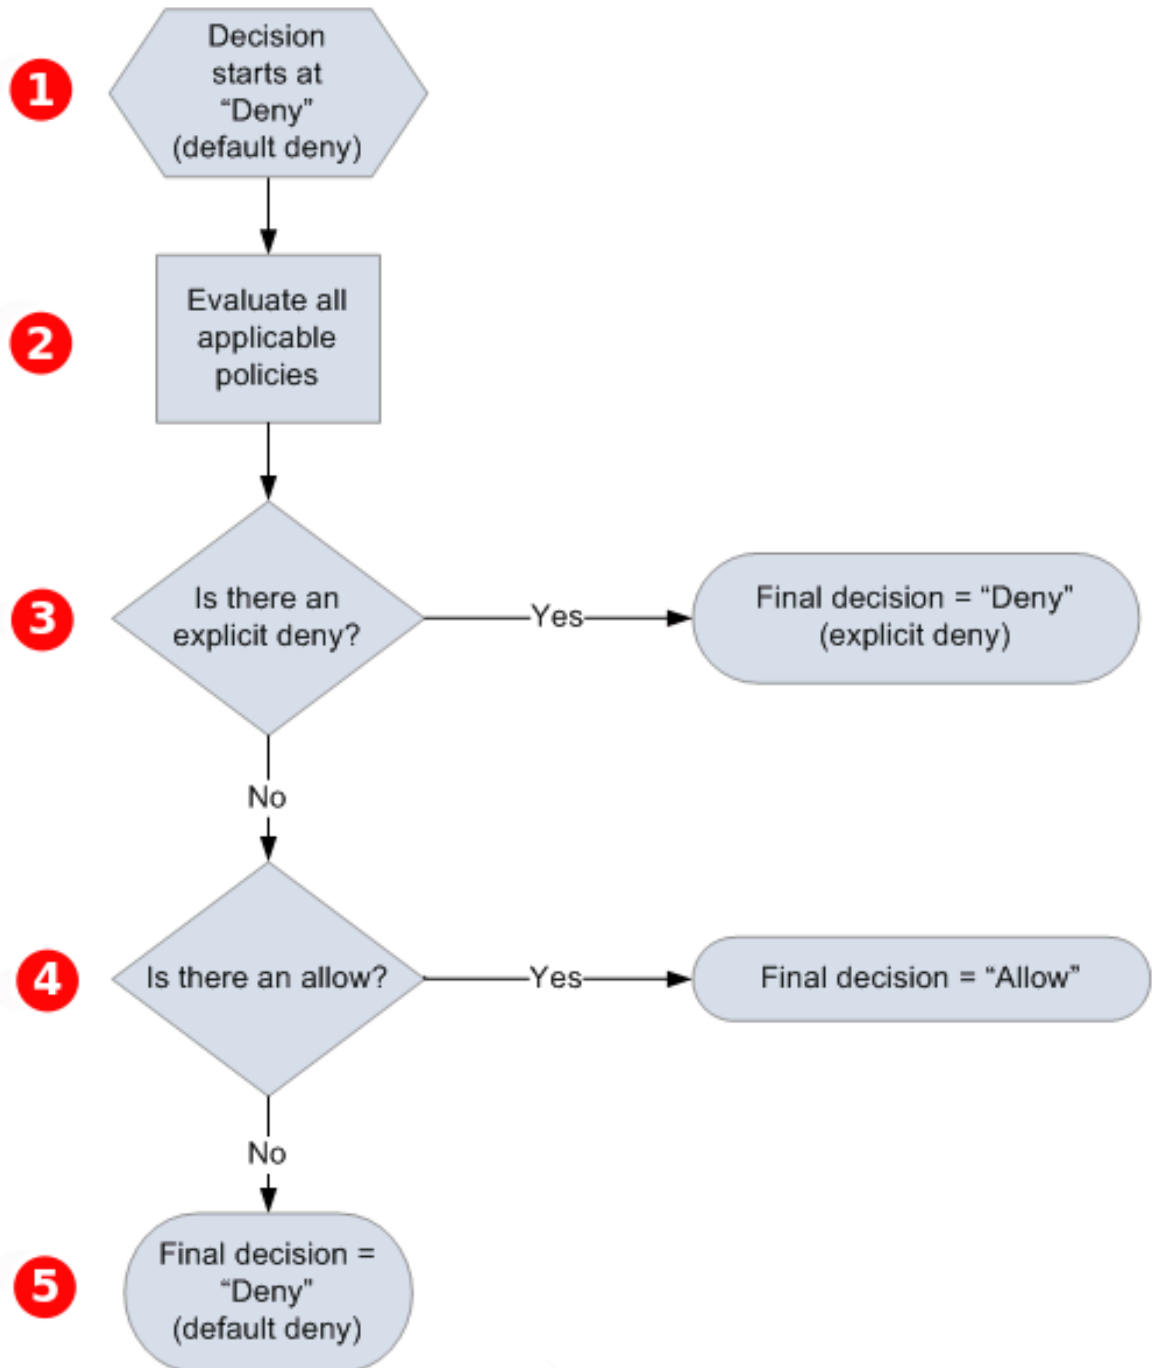 1
Decision
starts at
“Deny”
(default deny)
2
Evaluate all
applicable
policies
3
Is there an
explicit deny?
Yes
Final decision = “Deny”
(explicit deny)
No
4
Is there an allow?
Yes
Final decision = “Allow”
No
5
Final decision =
“Deny”
(default deny)